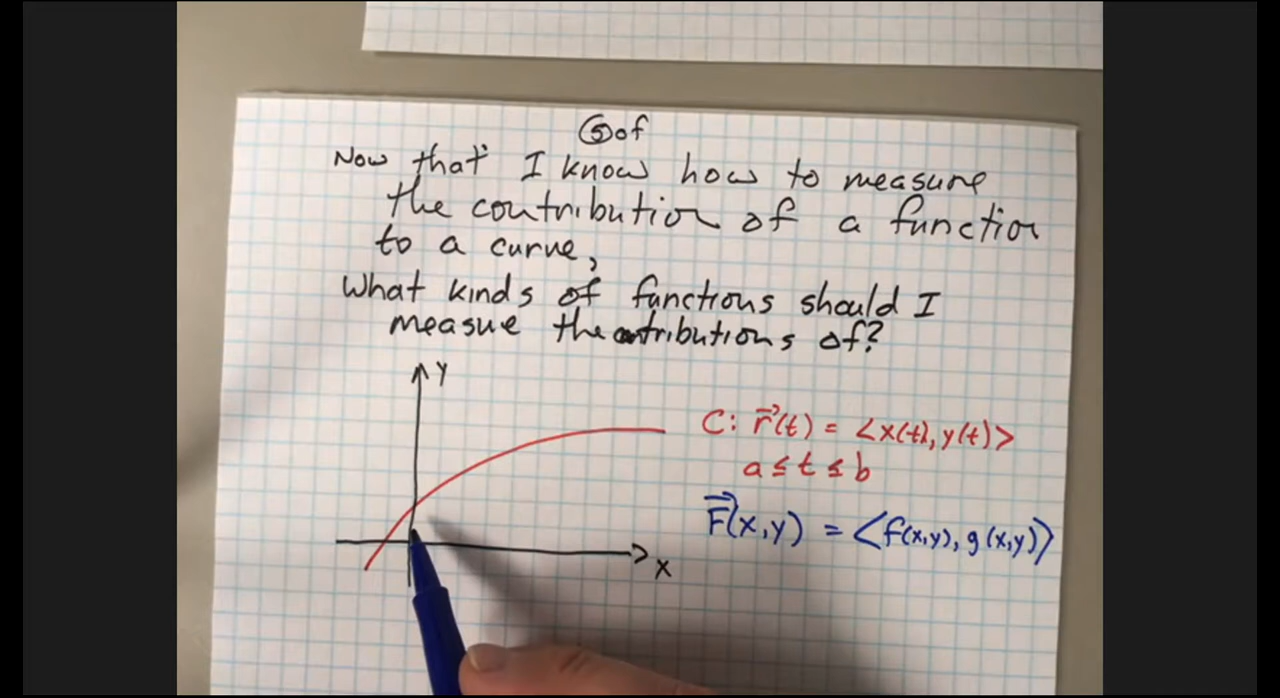 ⑤of
Now that I know how to measure
the contribution of a function
to a curve,
What kinds of functions should I
measue the contributions of?
y
C: r⃗(t) = <x(t), y(t)>
a ≤ t ≤ b
F⃗(x,y) = <f(x,y), g(x,y)>
x